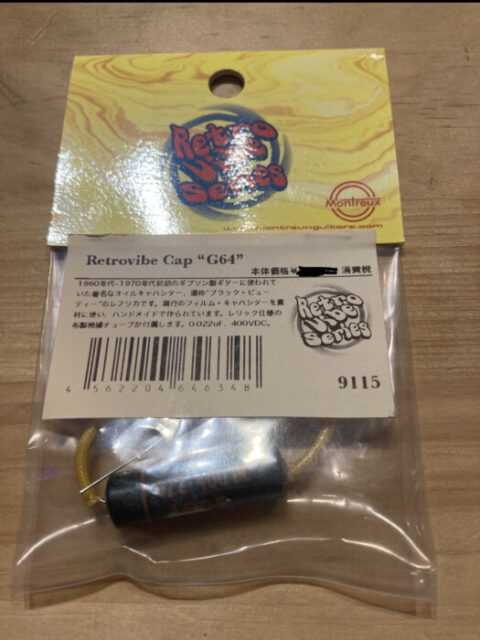 Retro
Vibe
Series
Montreux
www.montreuxguitars.com
Retrovibe Cap “G64”
本体価格¥ 消費税
1960年代-1970年代初頭のギブソン製ギターに使われて
いた著名なオイルキャパシター、通称“ブラック・ビュー
ティー”のレプリカです。現行のフィルム・キャパシターを素
材に使い、ハンドメイドで作られています。レリック仕様の
布製絶縁チューブが付属します。0.022uF, 400VDC。
Retro
Vibe
Series
4 562204 646348
9115